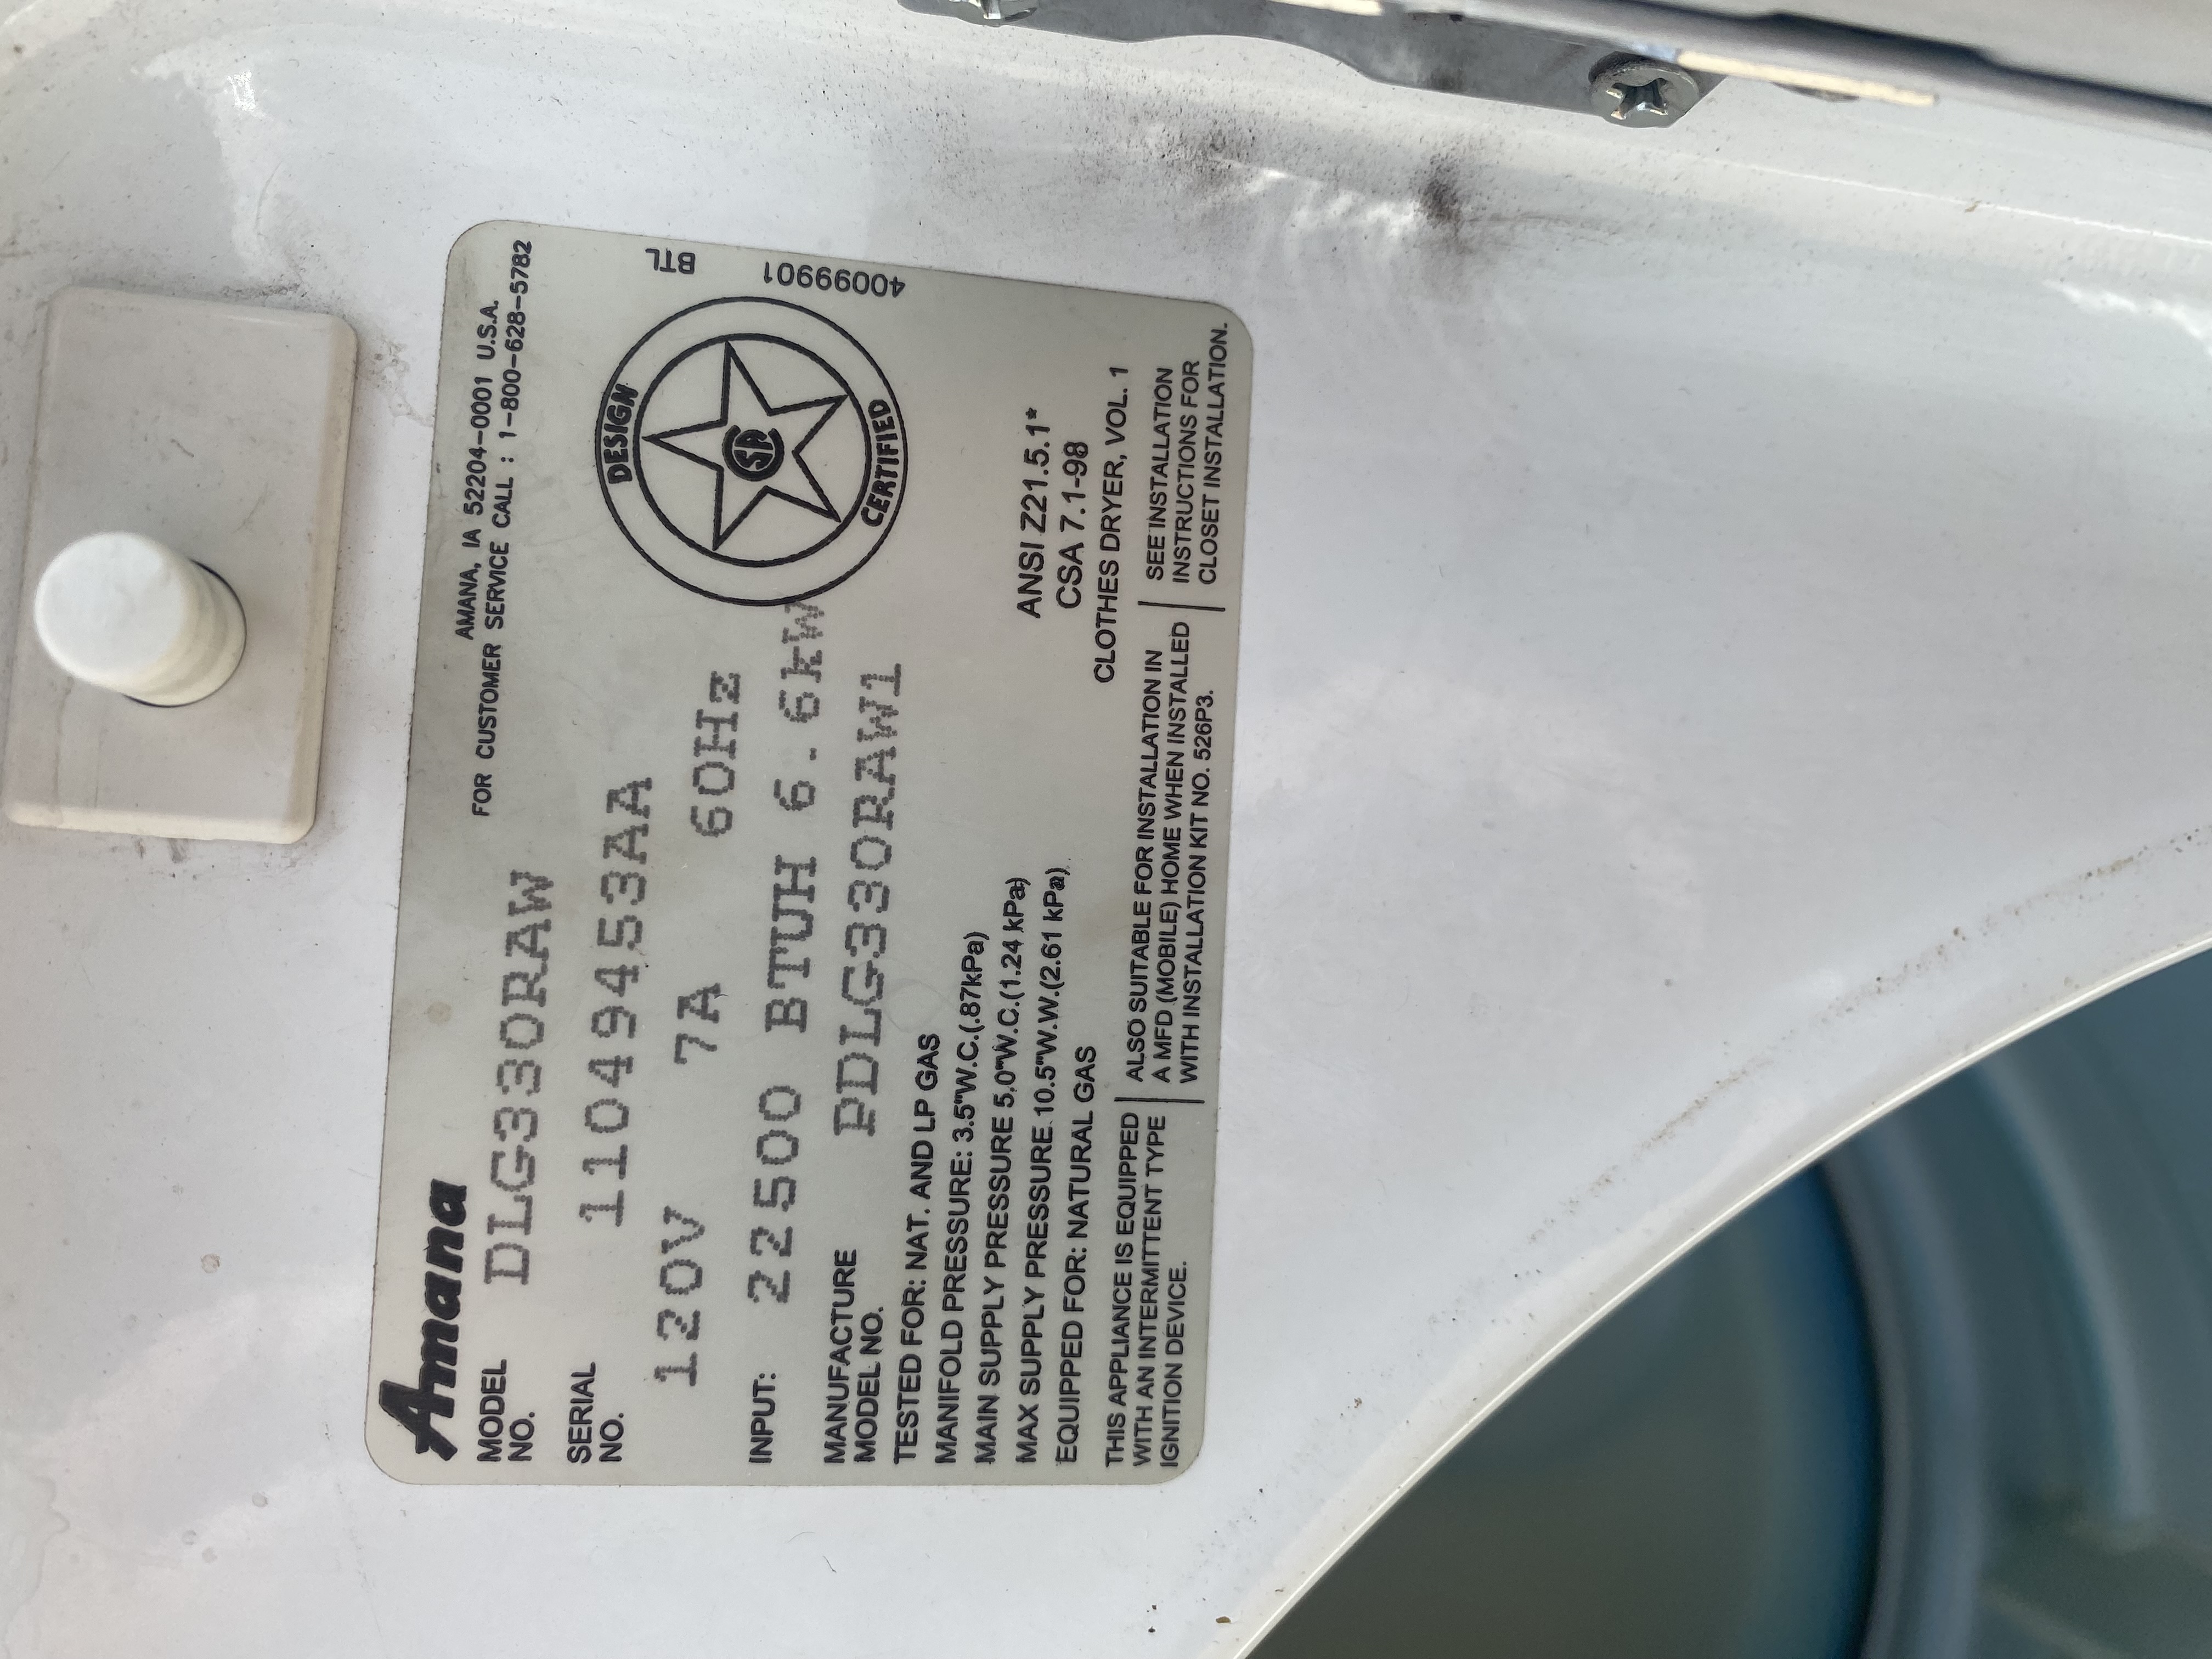 Amana
AMANA, IA 52204-0001 U.S.A.
FOR CUSTOMER SERVICE CALL : 1-800-628-5782
MODEL NO. DLG330RAW
SERIAL NO. 11049453AA
120V 7A 60Hz
INPUT: 22500 BTUH 6.6kW
MANUFACTURE MODEL NO. PDLG330RAW1
TESTED FOR: NAT. AND LP GAS
MANIFOLD PRESSURE: 3.5"W.C.(.87kPa)
MAIN SUPPLY PRESSURE 5.0"W.C.(1.24 kPa)
MAX SUPPLY PRESSURE 10.5"W.W.(2.61 kPa)
EQUIPPED FOR: NATURAL GAS
DESIGN
SA
CERTIFIED
BTL
40099901
ANSI Z21.5.1*
CSA 7.1-98
CLOTHES DRYER, VOL. 1
THIS APPLIANCE IS EQUIPPED
WITH AN INTERMITTENT TYPE
IGNITION DEVICE.
ALSO SUITABLE FOR INSTALLATION IN
A MFD (MOBILE) HOME WHEN INSTALLED
WITH INSTALLATION KIT NO. 526P3.
SEE INSTALLATION
INSTRUCTIONS FOR
CLOSET INSTALLATION.